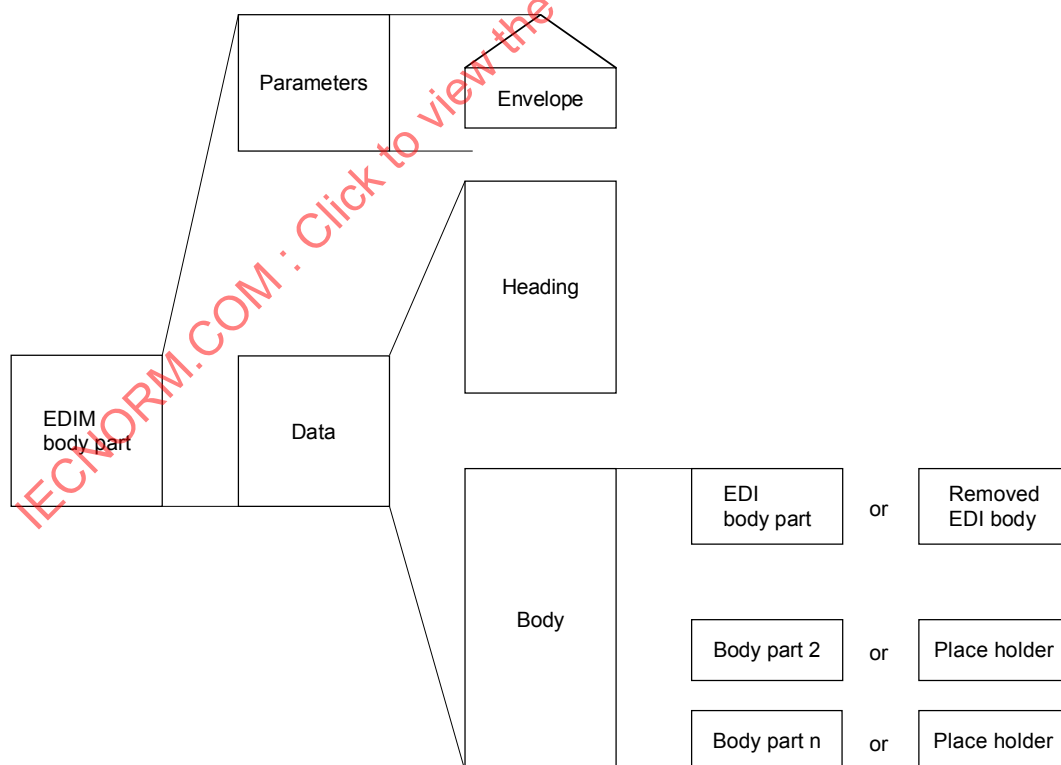 Parameters
Envelope
Heading
EDIM
body part
Data
EDI
body part
or
Removed
EDI body
Body
Body part 2
or
Place holder
Body part n
or
Place holder
IECNORM.COM : Click to view the